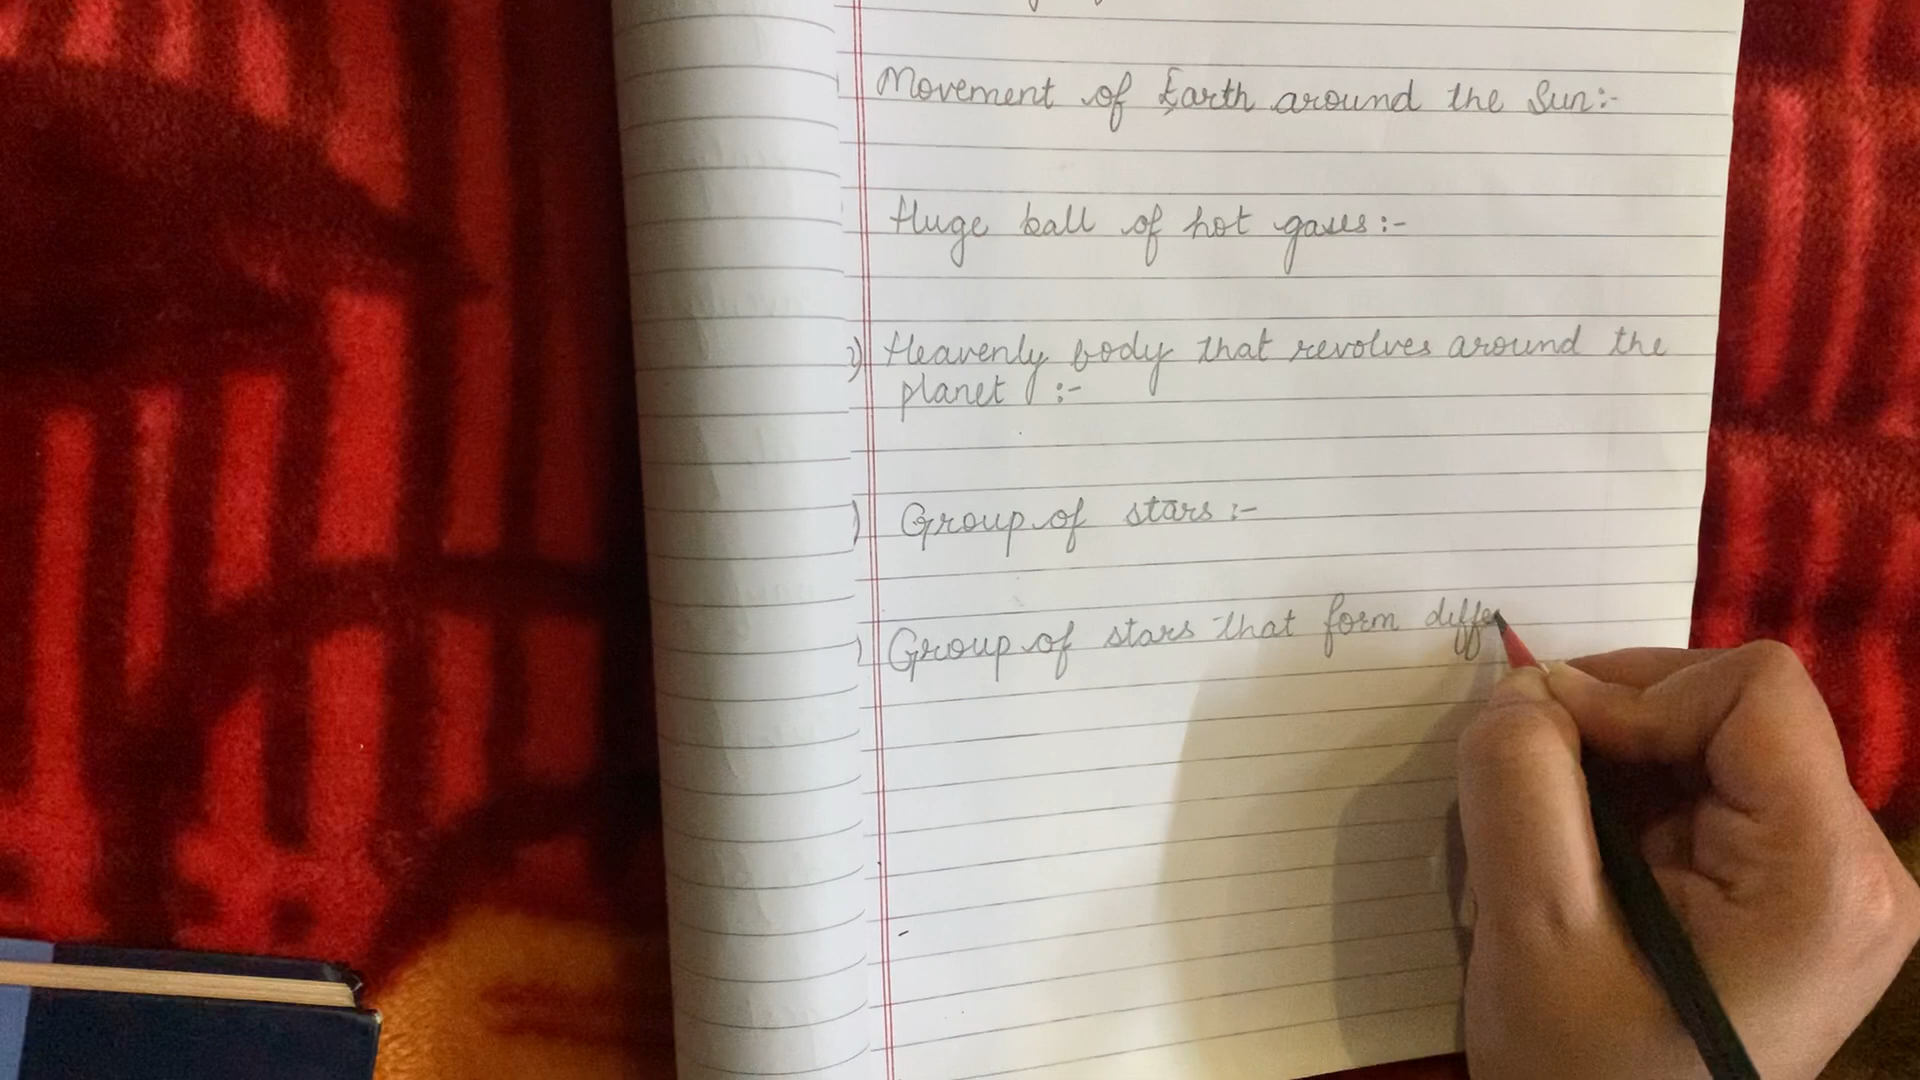 Movement of Earth around the Sun:-
Huge ball of hot gases:-
Heavenly body that revolves around the
planet :-
) Group of stars :-
) Group of stars that form diffe